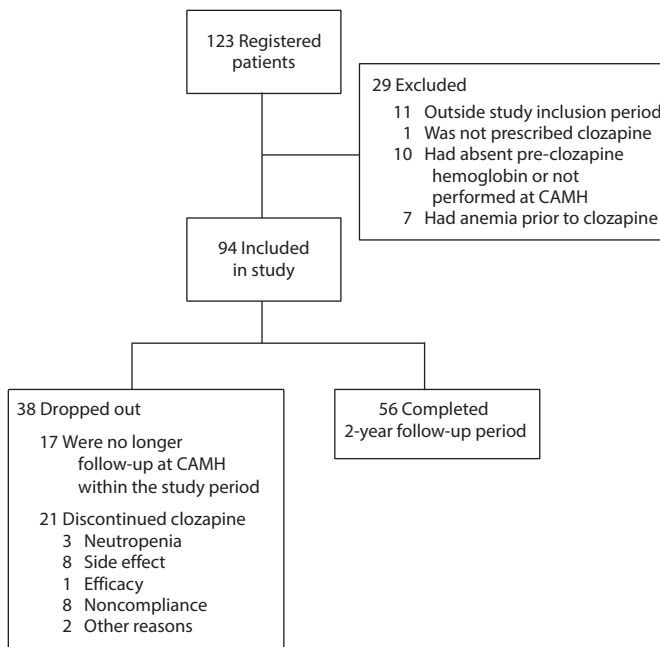 123 Registered
patients
29 Excluded
11 Outside study inclusion period
1 Was not prescribed clozapine
10 Had absent pre-clozapine
hemoglobin or not
performed at CAMH
7 Had anemia prior to clozapine
94 Included
in study
38 Dropped out
17 Were no longer
follow-up at CAMH
within the study period
21 Discontinued clozapine
3 Neutropenia
8 Side effect
1 Efficacy
8 Noncompliance
2 Other reasons
56 Completed
2-year follow-up period